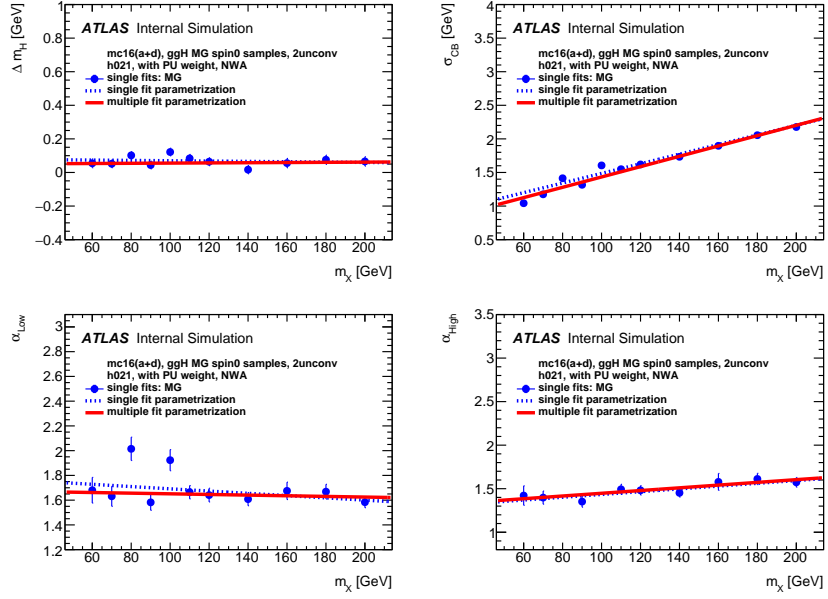 Δ m_H [GeV]
1
0.8
0.6
0.4
0.2
0
−0.2
−0.4
ATLAS Internal Simulation
mc16(a+d), ggH MG spin0 samples, 2unconv
h021, with PU weight, NWA
single fits: MG
single fit parametrization
multiple fit parametrization
60 80 100 120 140 160 180 200
m_X [GeV]
σ_CB
4
3.5
3
2.5
2
1.5
1
0.5
ATLAS Internal Simulation
mc16(a+d), ggH MG spin0 samples, 2unconv
h021, with PU weight, NWA
single fits: MG
single fit parametrization
multiple fit parametrization
60 80 100 120 140 160 180 200
m_X [GeV]
α_Low
3
2.8
2.6
2.4
2.2
2
1.8
1.6
1.4
1.2
ATLAS Internal Simulation
mc16(a+d), ggH MG spin0 samples, 2unconv
h021, with PU weight, NWA
single fits: MG
single fit parametrization
multiple fit parametrization
60 80 100 120 140 160 180 200
m_X [GeV]
α_High
3.5
3
2.5
2
1.5
1
ATLAS Internal Simulation
mc16(a+d), ggH MG spin0 samples, 2unconv
h021, with PU weight, NWA
single fits: MG
single fit parametrization
multiple fit parametrization
60 80 100 120 140 160 180 200
m_X [GeV]